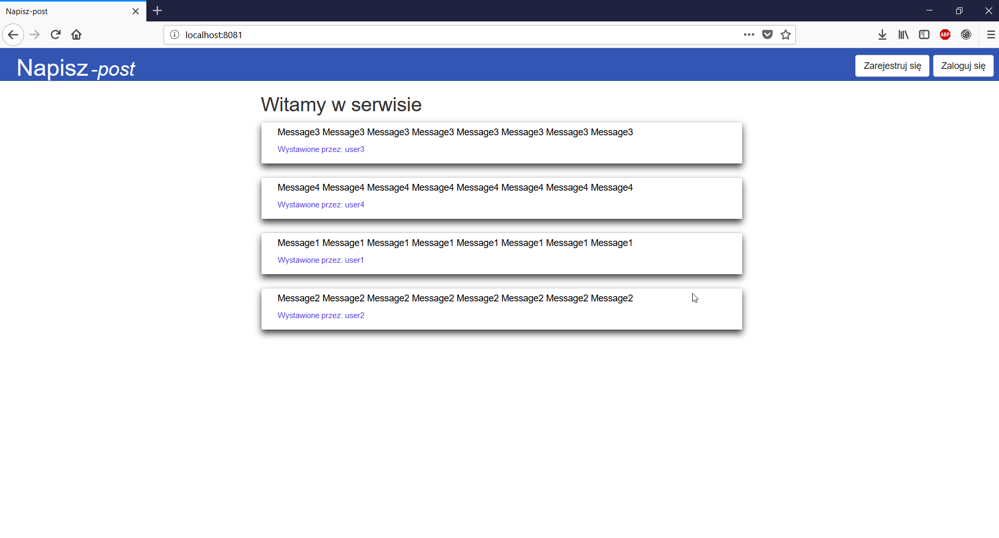 Napisz-post
localhost:8081
ABP
Napisz -post
Zarejestruj się
Zaloguj się
Witamy w serwisie
Message3 Message3 Message3 Message3 Message3 Message3 Message3 Message3
Wystawione przez: user3
Message4 Message4 Message4 Message4 Message4 Message4 Message4 Message4
Wystawione przez: user4
Message1 Message1 Message1 Message1 Message1 Message1 Message1 Message1
Wystawione przez: user1
Message2 Message2 Message2 Message2 Message2 Message2 Message2 Message2
Wystawione przez: user2